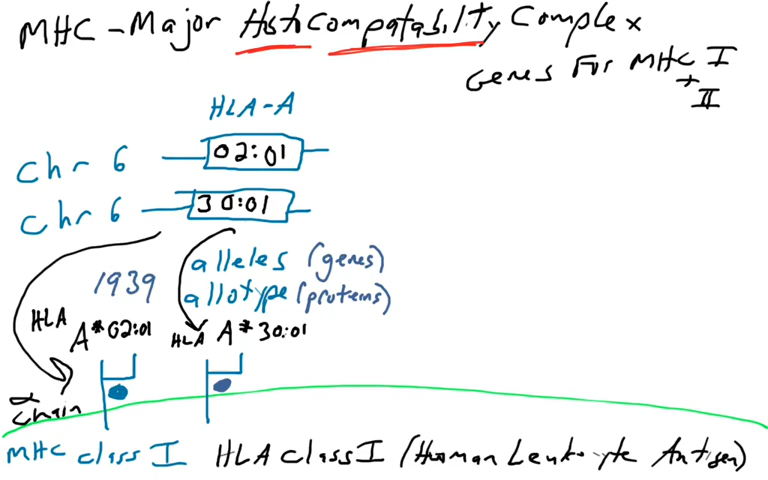 MHC - Major HistoCompatability Complex
Genes For MHC I
+
II
HLA-A
chr 6 02:01
chr 6 30:01
alleles (genes)
1939
allotype (proteins)
HLA A*02:01
HLA A*30:01
α chain
MHC class I HLA class I (Human Leukocyte Antigen)